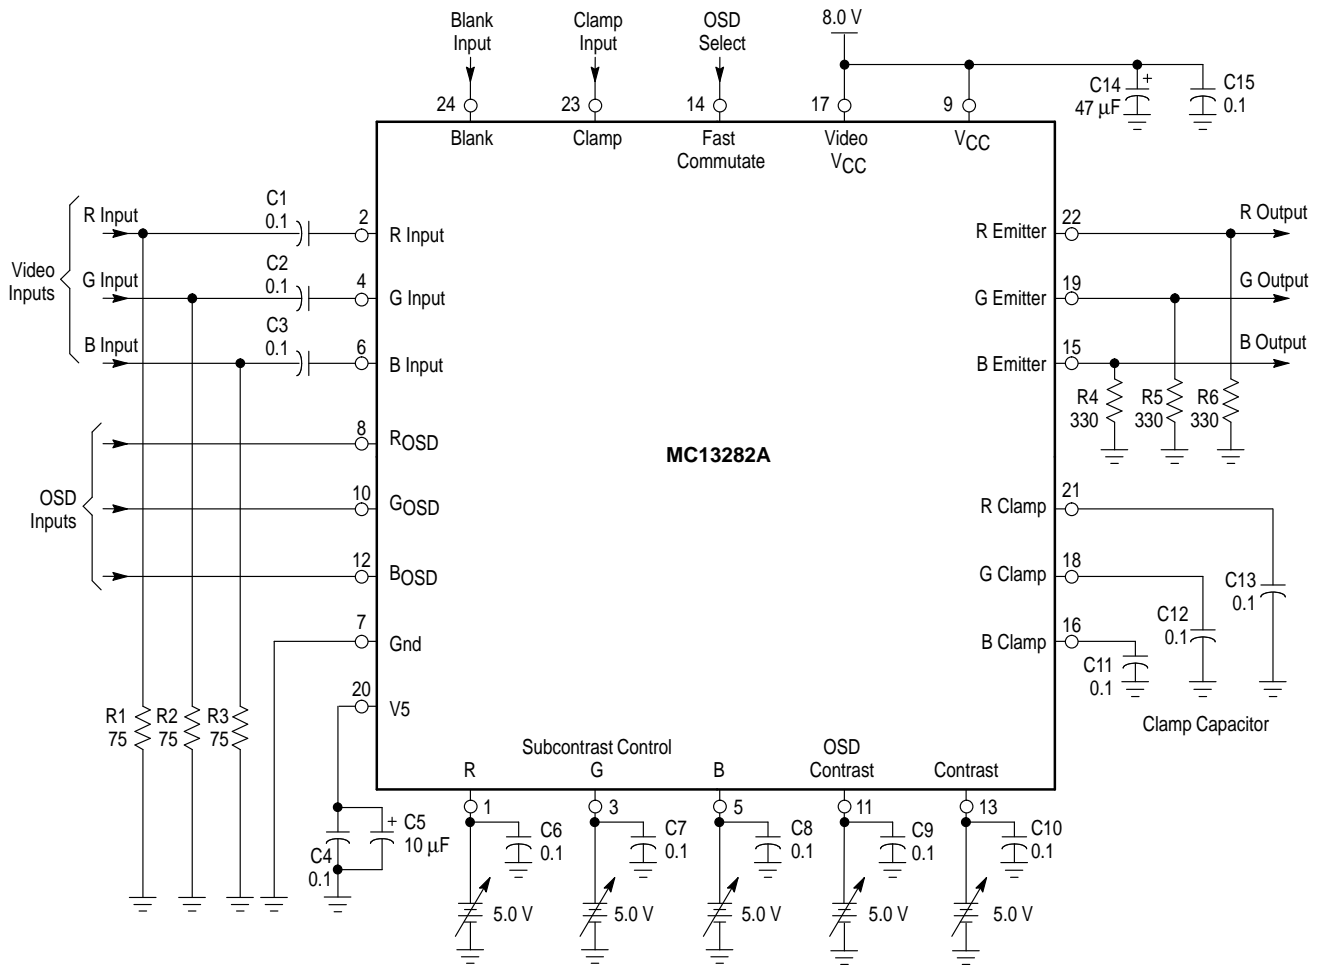 Blank
Input
Clamp
Input
OSD
Select
8.0 V
24
23
14
17
9
C14
47 μF
+
C15
0.1
Blank
Clamp
Fast
Commutate
Video
VCC
VCC
Video
Inputs
R Input
C1
0.1
2
R Input
G Input
C2
0.1
4
G Input
B Input
C3
0.1
6
B Input
R Emitter
22
R Output
G Emitter
19
G Output
B Emitter
15
B Output
R4
330
R5
330
R6
330
OSD
Inputs
8
ROSD
10
GOSD
12
BOSD
7
Gnd
20
V5
MC13282A
R Clamp
21
G Clamp
18
B Clamp
16
C13
0.1
C12
0.1
C11
0.1
Clamp Capacitor
R1
75
R2
75
R3
75
C4
0.1
+
C5
10 μF
Subcontrast Control
R
G
B
OSD
Contrast
Contrast
1
3
5
11
13
C6
0.1
C7
0.1
C8
0.1
C9
0.1
C10
0.1
5.0 V
5.0 V
5.0 V
5.0 V
5.0 V